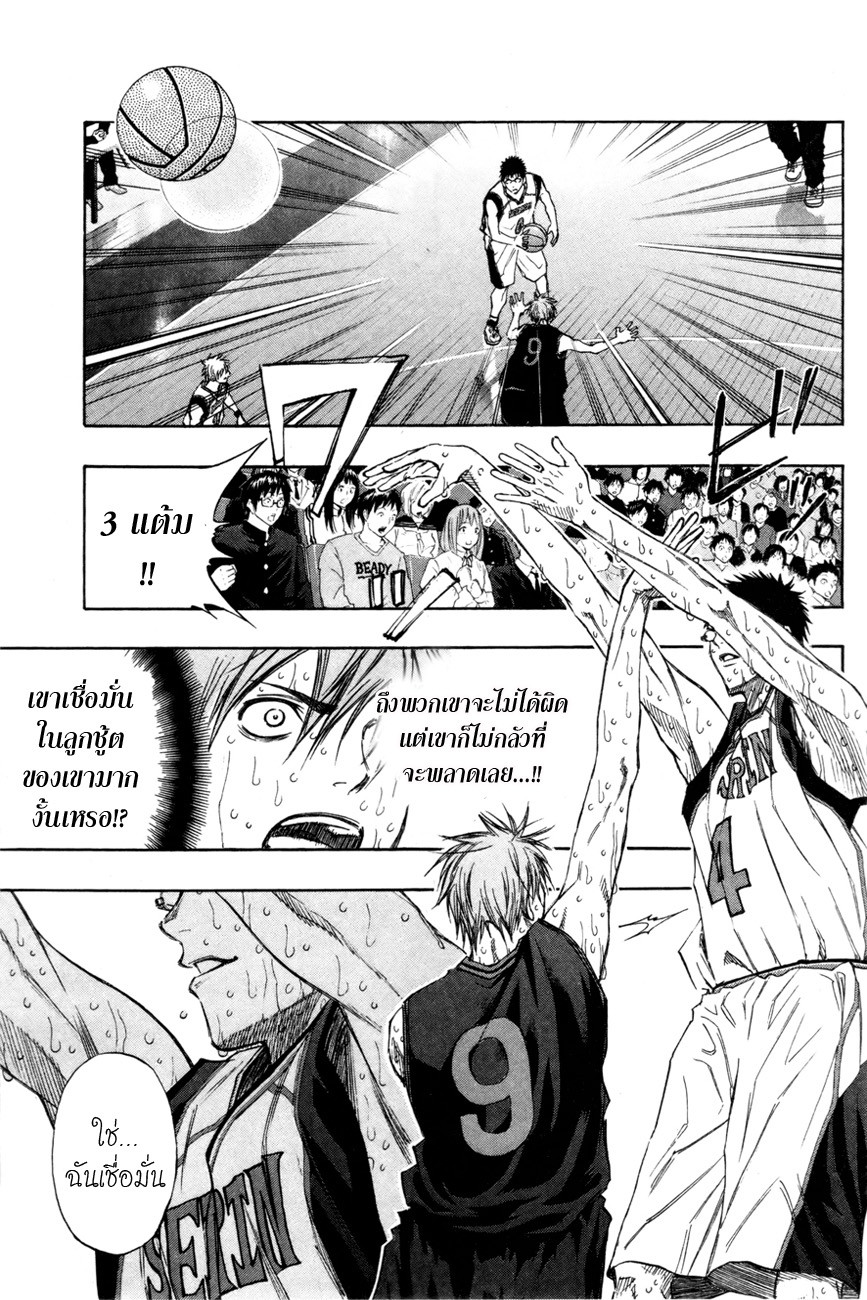 9
ワ
ビ
3 แต้ม
!!
BEADY
ถึงพวกเขาจะไม่ได้ผิด
แต่เขาก็ไม่กลัวที่
จะพลาดเลย...!!
เขาเชื่อมั่น
ในลูกชู้ต
ของเขามาก
งั้นเหรอ!?
SERIN
4
9
ใช่...
ฉันเชื่อมั่น
SEIRIN